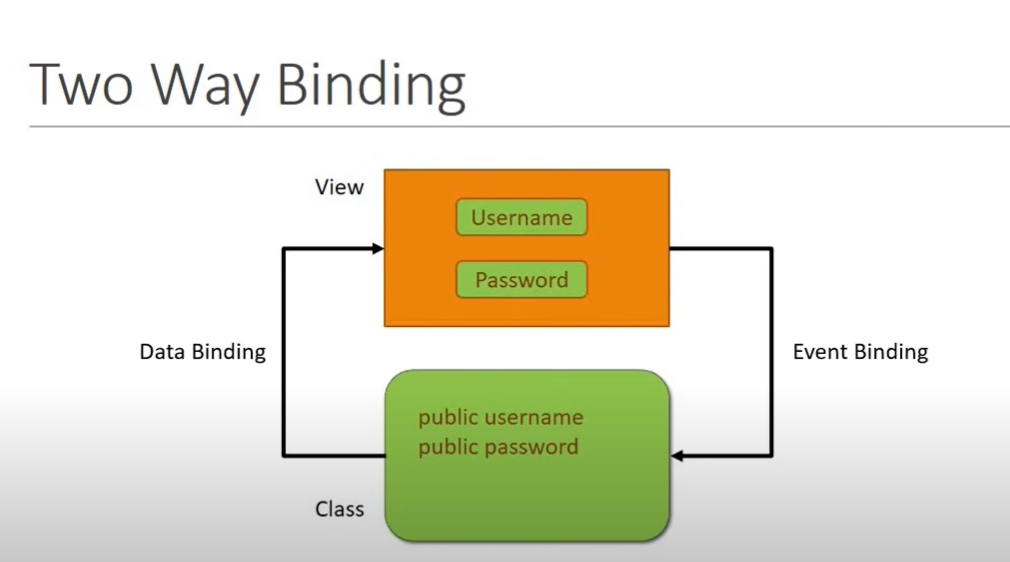 Two Way Binding
View
Username
Password
Data Binding
Event Binding
public username
public password
Class